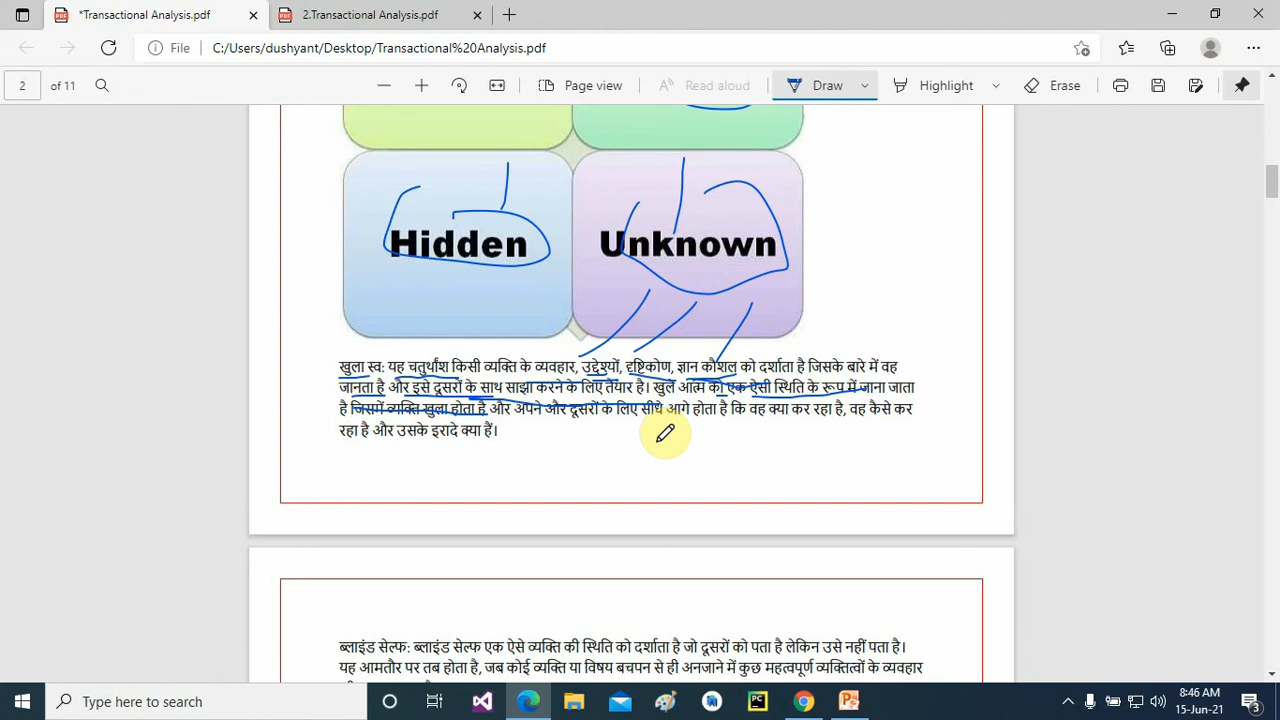 *Transactional Analysis.pdf
2.Transactional Analysis.pdf
File
C:/Users/dushyant/Desktop/Transactional%20Analysis.pdf
2
of 11
Page view
Read aloud
Draw
Highlight
Erase
Hidden
Unknown
खुला स्व: यह चतुर्थांश किसी व्यक्ति के व्यवहार, उद्देश्यों, दृष्टिकोण, ज्ञान कौशल को दर्शाता है जिसके बारे में वह
जानता है और इसे दूसरों के साथ साझा करने के लिए तैयार है। खुले आत्म को एक ऐसी स्थिति के रूप में जाना जाता
है जिसमें व्यक्ति खुला होता है और अपने और दूसरों के लिए सीधे आगे होता है कि वह क्या कर रहा है, वह कैसे कर
रहा है और उसके इरादे क्या हैं।
ब्लाइंड सेल्फ: ब्लाइंड सेल्फ एक ऐसे व्यक्ति की स्थिति को दर्शाता है जो दूसरों को पता है लेकिन उसे नहीं पता है।
यह आमतौर पर तब होता है, जब कोई व्यक्ति या विषय बचपन से ही अनजाने में कुछ महत्वपूर्ण व्यक्तित्वों के व्यवहार
Type here to search
PC
8:46 AM
15-Jun-21
3